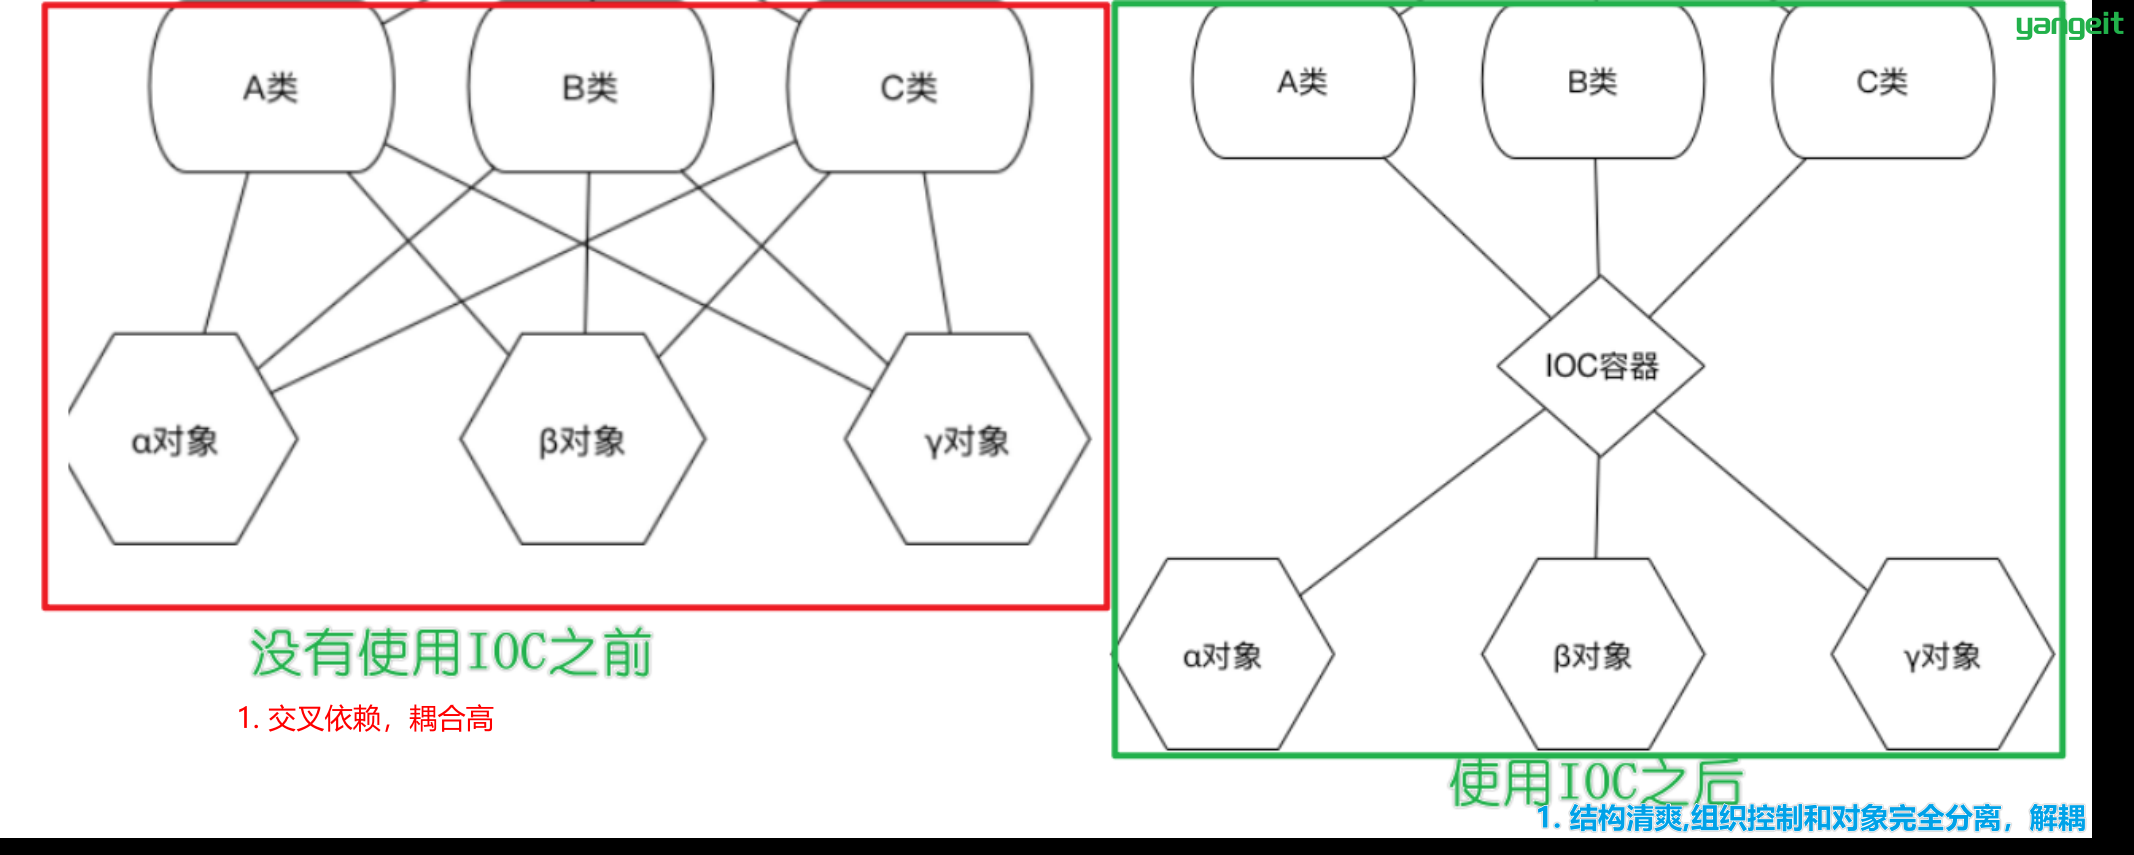 A类
B类
C类
α对象
β对象
γ对象
没有使用IOC之前
1. 交叉依赖，耦合高
yangeit
A类
B类
C类
IOC容器
α对象
β对象
γ对象
使用IOC之后
1. 结构清爽,组织控制和对象完全分离，解耦